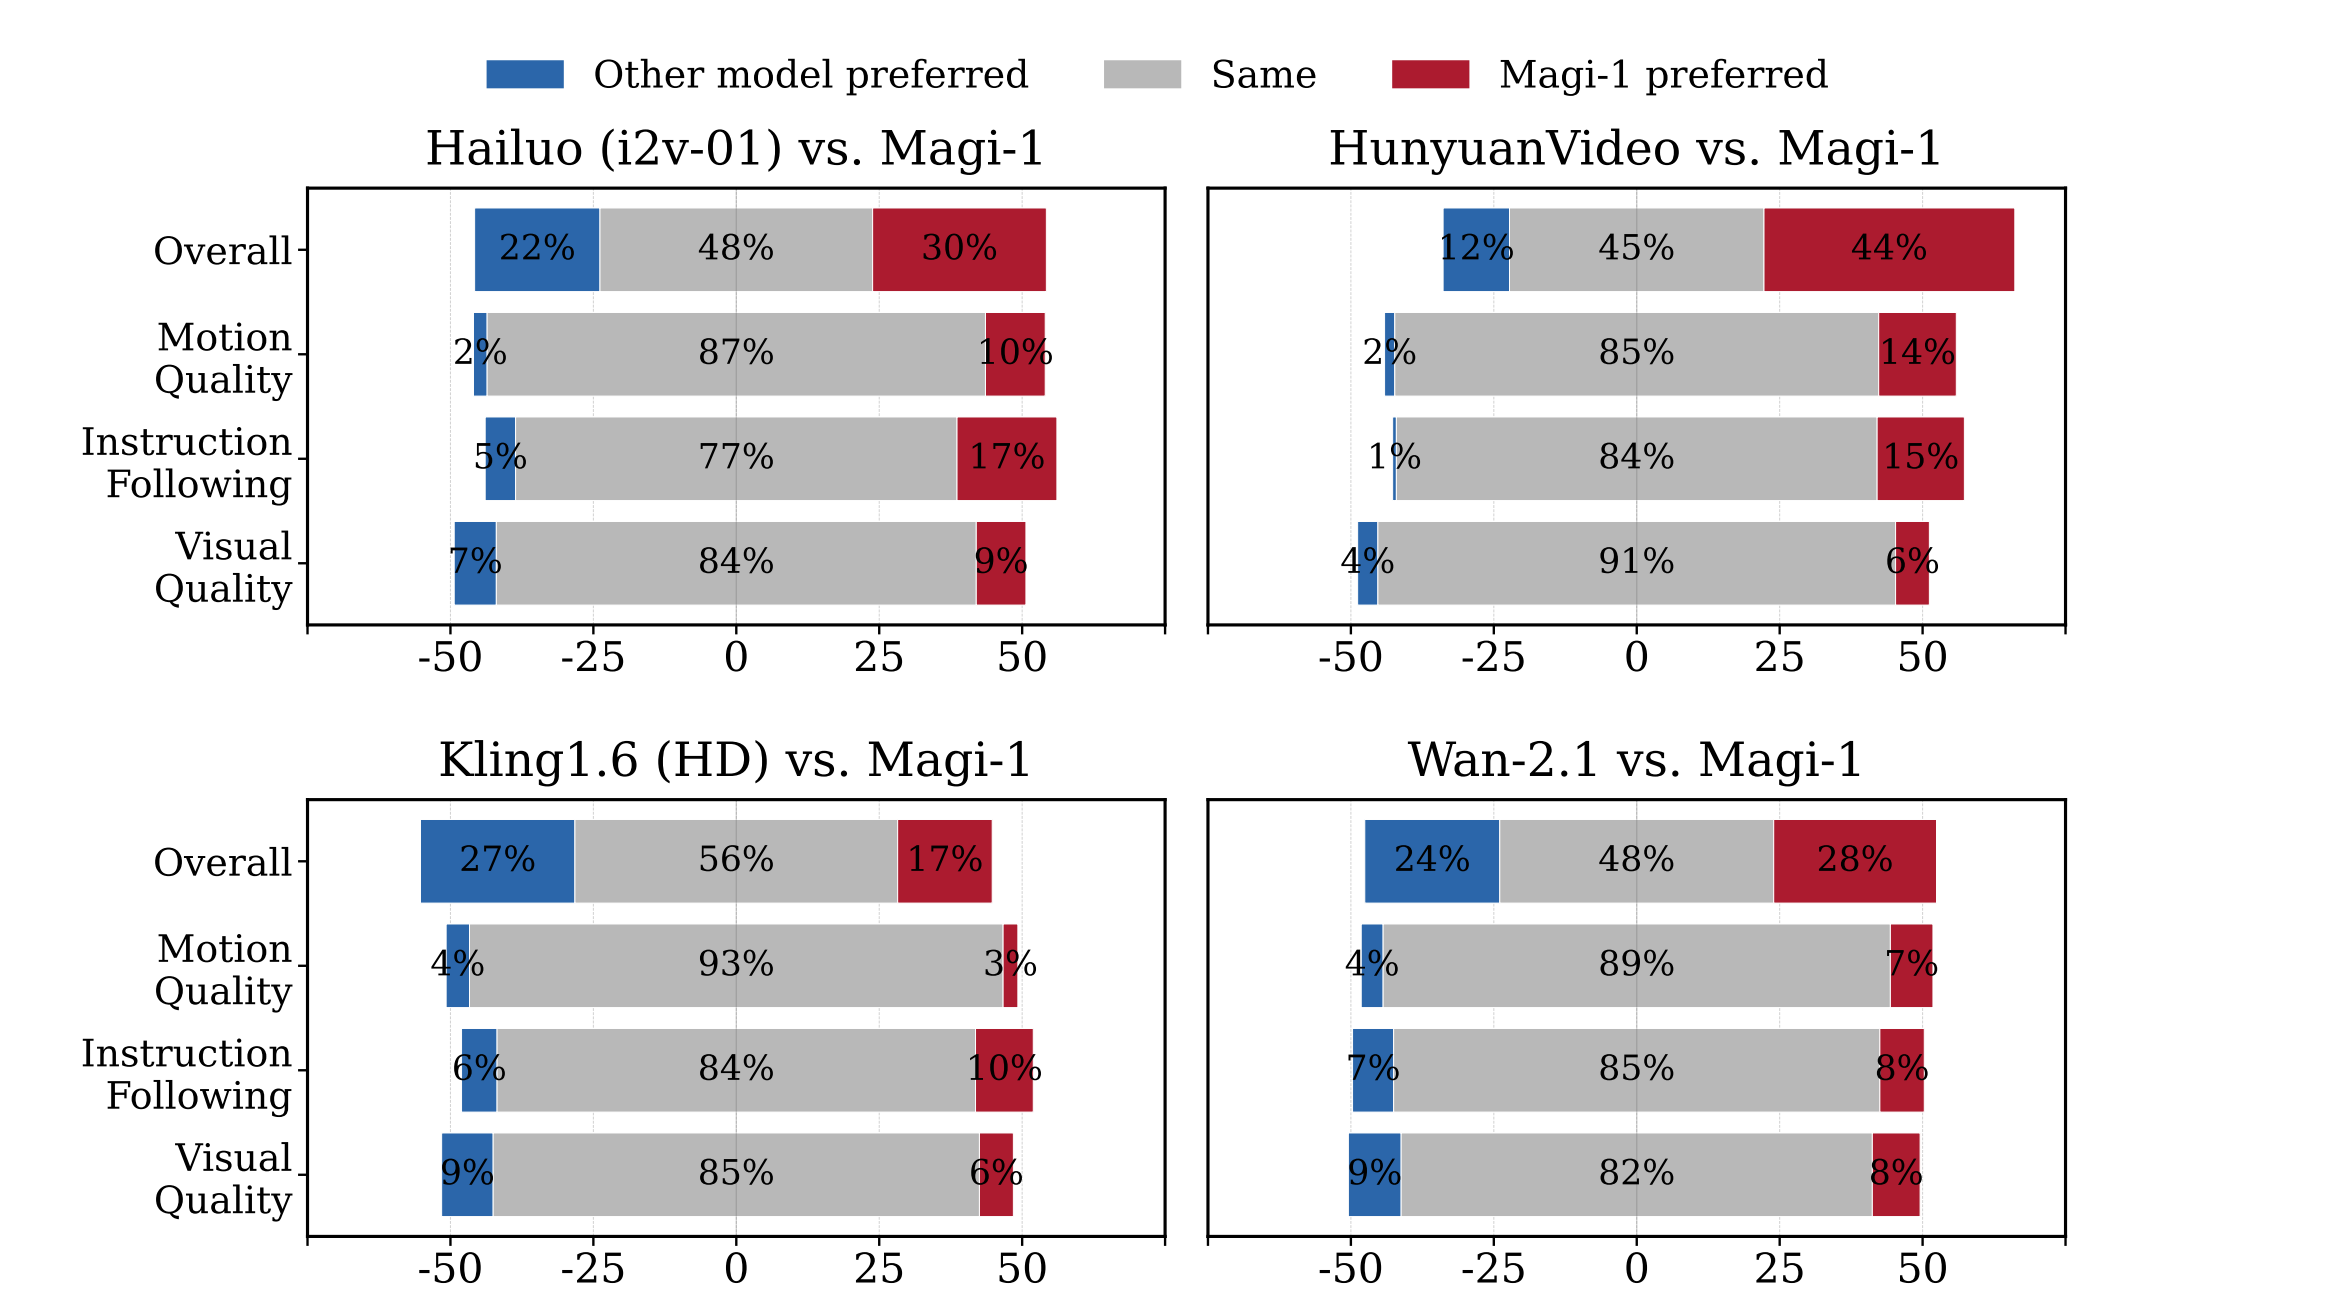 Other model preferred Same Magi-1 preferred
Hailuo (i2v-01) vs. Magi-1
Overall 22% 48% 30%
Motion
Quality 2% 87% 10%
Instruction
Following 5% 77% 17%
Visual
Quality 7% 84% 9%
-50 -25 0 25 50
HunyuanVideo vs. Magi-1
12% 45% 44%
2% 85% 14%
1% 84% 15%
4% 91% 6%
-50 -25 0 25 50
Kling1.6 (HD) vs. Magi-1
Overall 27% 56% 17%
Motion
Quality 4% 93% 3%
Instruction
Following 6% 84% 10%
Visual
Quality 9% 85% 6%
-50 -25 0 25 50
Wan-2.1 vs. Magi-1
24% 48% 28%
4% 89% 7%
7% 85% 8%
9% 82% 8%
-50 -25 0 25 50